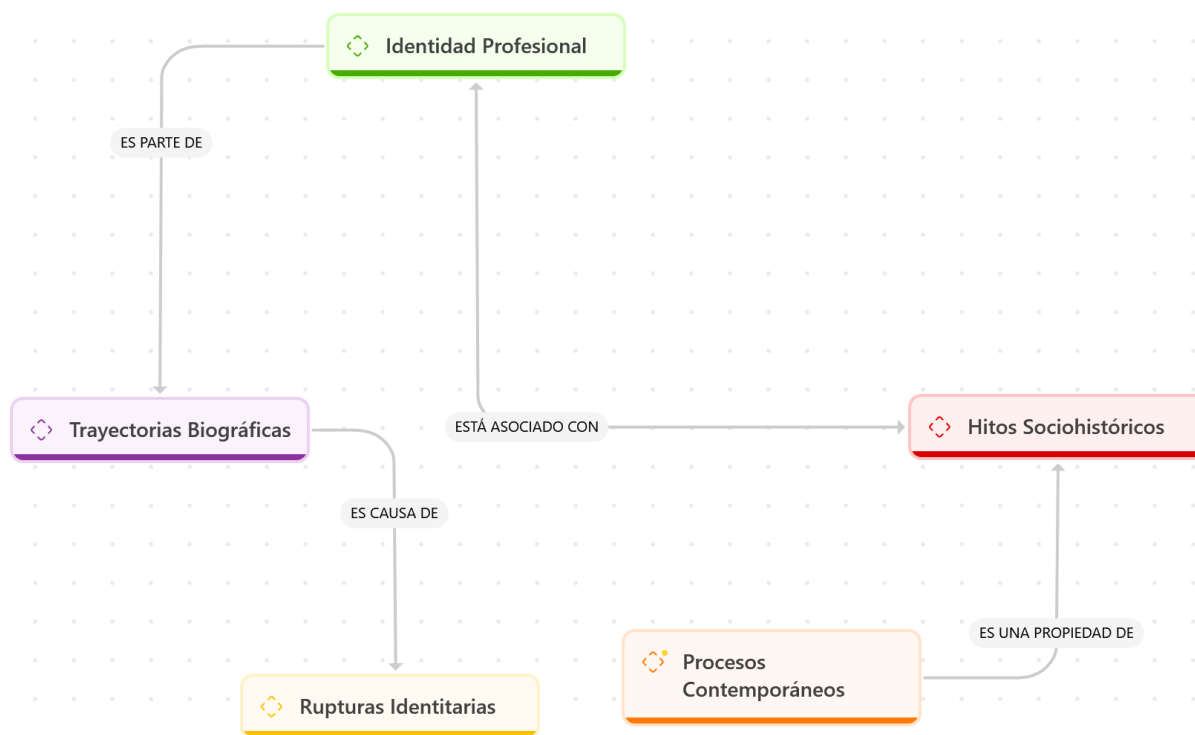 Identidad Profesional
ES PARTE DE
Trayectorias Biográficas
ESTÁ ASOCIADO CON
Hitos Sociohistóricos
ES CAUSA DE
ES UNA PROPIEDAD DE
Procesos
Contemporáneos
Rupturas Identitarias